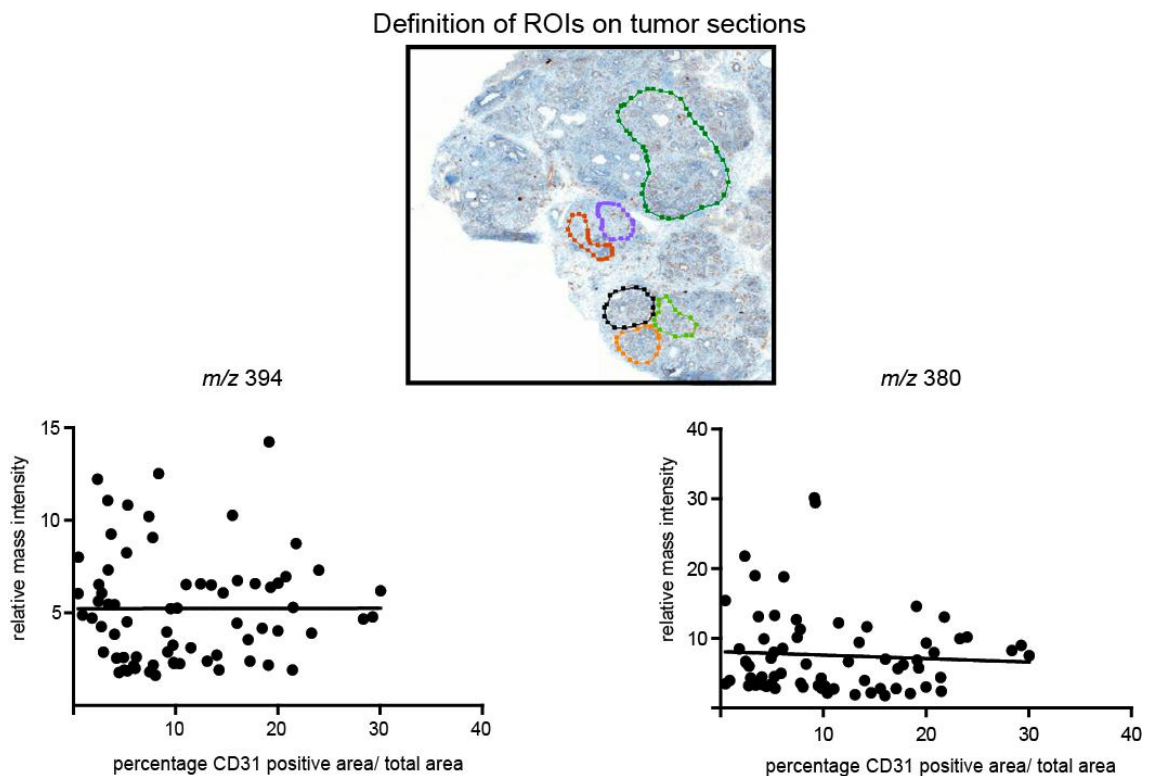 Definition of ROIs on tumor sections
m/z 394
m/z 380
relative mass intensity
15
10
5
10
20
30
40
percentage CD31 positive area/ total area
relative mass intensity
40
30
20
10
10
20
30
40
percentage CD31 positive area/ total area